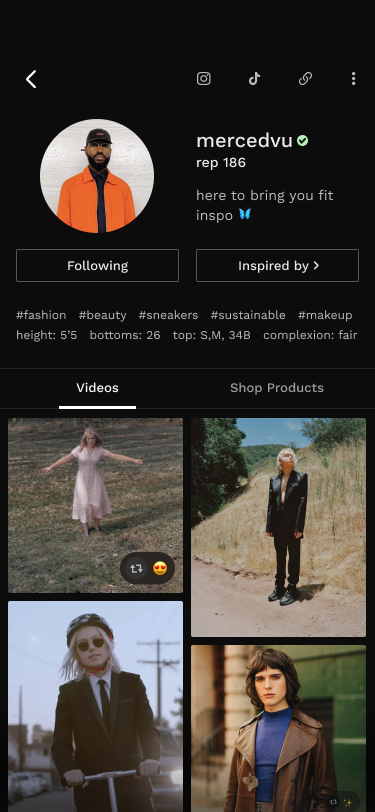 mercedvu
rep 186
here to bring you fit
inspo 🦋
Following
Inspired by >
#fashion #beauty #sneakers #sustainable #makeup
height: 5'5 bottoms: 26 top: S,M, 34B complexion: fair
Videos
Shop Products